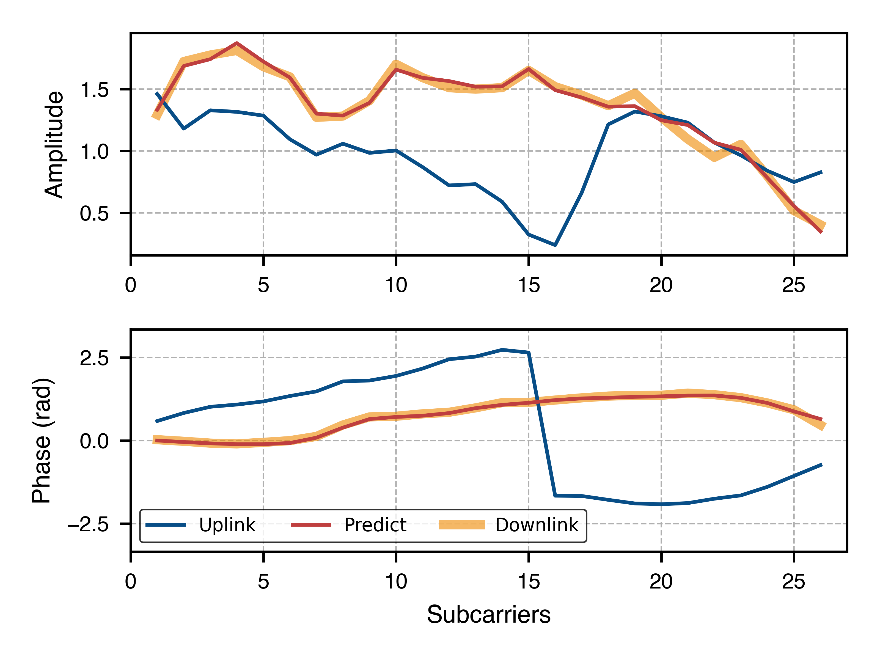 Amplitude
1.5
1.0
0.5
0 5 10 15 20 25
Phase (rad)
2.5
0.0
−2.5
Uplink Predict Downlink
0 5 10 15 20 25
Subcarriers